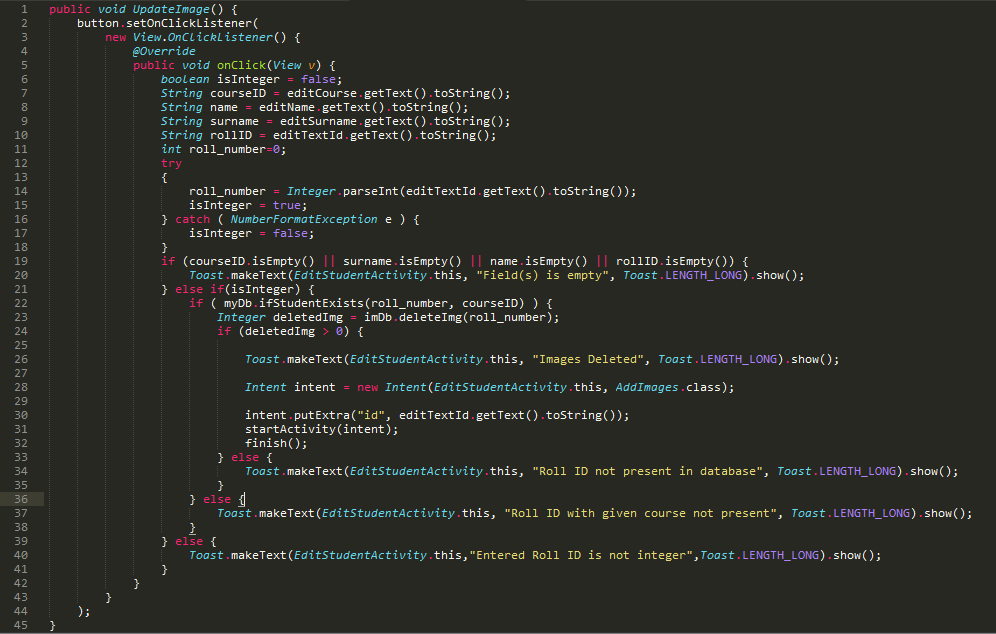 1 public void UpdateImage() {
2     button.setOnClickListener(
3         new View.OnClickListener() {
4             @Override
5             public void onClick(View v) {
6                 boolean isInteger = false;
7                 String courseID = editCourse.getText().toString();
8                 String name = editName.getText().toString();
9                 String surname = editSurname.getText().toString();
10                 String rollID = editTextId.getText().toString();
11                 int roll_number=0;
12                 try
13                 {
14                     roll_number = Integer.parseInt(editTextId.getText().toString());
15                     isInteger = true;
16                 } catch ( NumberFormatException e ) {
17                     isInteger = false;
18                 }
19                 if (courseID.isEmpty() || surname.isEmpty() || name.isEmpty() || rollID.isEmpty()) {
20                     Toast.makeText(EditStudentActivity.this, "Field(s) is empty", Toast.LENGTH_LONG).show();
21                 } else if(isInteger) {
22                     if ( myDb.ifStudentExists(roll_number, courseID) ) {
23                         Integer deletedImg = imDb.deleteImg(roll_number);
24                         if (deletedImg > 0) {
25
26                             Toast.makeText(EditStudentActivity.this, "Images Deleted", Toast.LENGTH_LONG).show();
27
28                             Intent intent = new Intent(EditStudentActivity.this, AddImages.class);
29
30                             intent.putExtra("id", editTextId.getText().toString());
31                             startActivity(intent);
32                             finish();
33                         } else {
34                             Toast.makeText(EditStudentActivity.this, "Roll ID not present in database", Toast.LENGTH_LONG).show();
35                         }
36                     } else {
37                         Toast.makeText(EditStudentActivity.this, "Roll ID with given course not present", Toast.LENGTH_LONG).show();
38                     }
39                 } else {
40                     Toast.makeText(EditStudentActivity.this,"Entered Roll ID is not integer",Toast.LENGTH_LONG).show();
41                 }
42             }
43         }
44     );
45 }